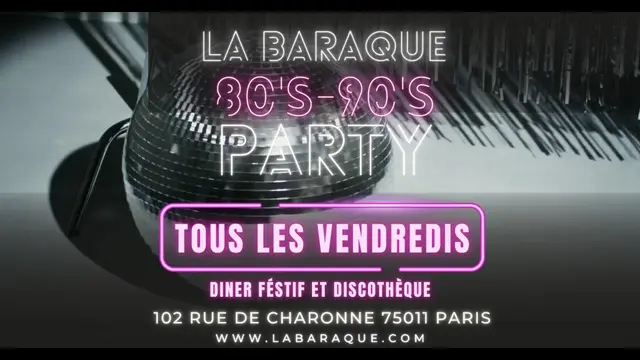 LA BARAQUE
80'S-90'S
PARTY
TOUS LES VENDREDIS
DINER FÉSTIF ET DISCOTHÈQUE
102 RUE DE CHARONNE 75011 PARIS
WWW.LABARAQUE.COM